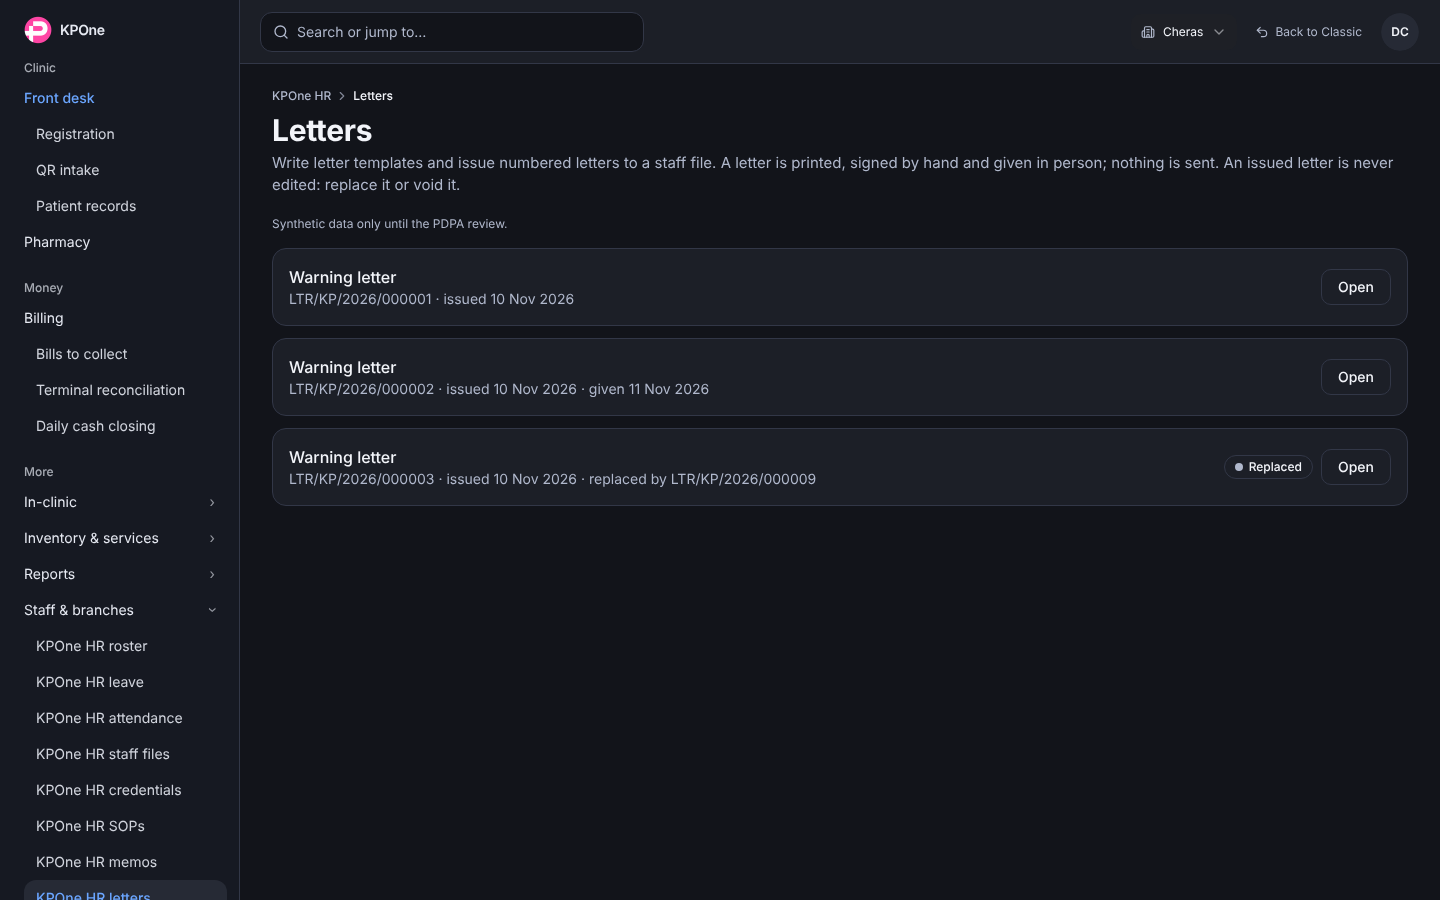 KPOne
Clinic
Front desk
Registration
QR intake
Patient records
Pharmacy
Money
Billing
Bills to collect
Terminal reconciliation
Daily cash closing
More
In-clinic
Inventory & services
Reports
Staff & branches
KPOne HR roster
KPOne HR leave
KPOne HR attendance
KPOne HR staff files
KPOne HR credentials
KPOne HR SOPs
KPOne HR memos
KPOne HR letters
Search or jump to...
Cheras
Back to Classic
DC
KPOne HR > Letters
Letters
Write letter templates and issue numbered letters to a staff file. A letter is printed, signed by hand and given in person; nothing is sent. An issued letter is never
edited: replace it or void it.
Synthetic data only until the PDPA review.
Warning letter
LTR/KP/2026/000001 · issued 10 Nov 2026
Open
Warning letter
LTR/KP/2026/000002 · issued 10 Nov 2026 · given 11 Nov 2026
Open
Warning letter
LTR/KP/2026/000003 · issued 10 Nov 2026 · replaced by LTR/KP/2026/000009
Replaced
Open